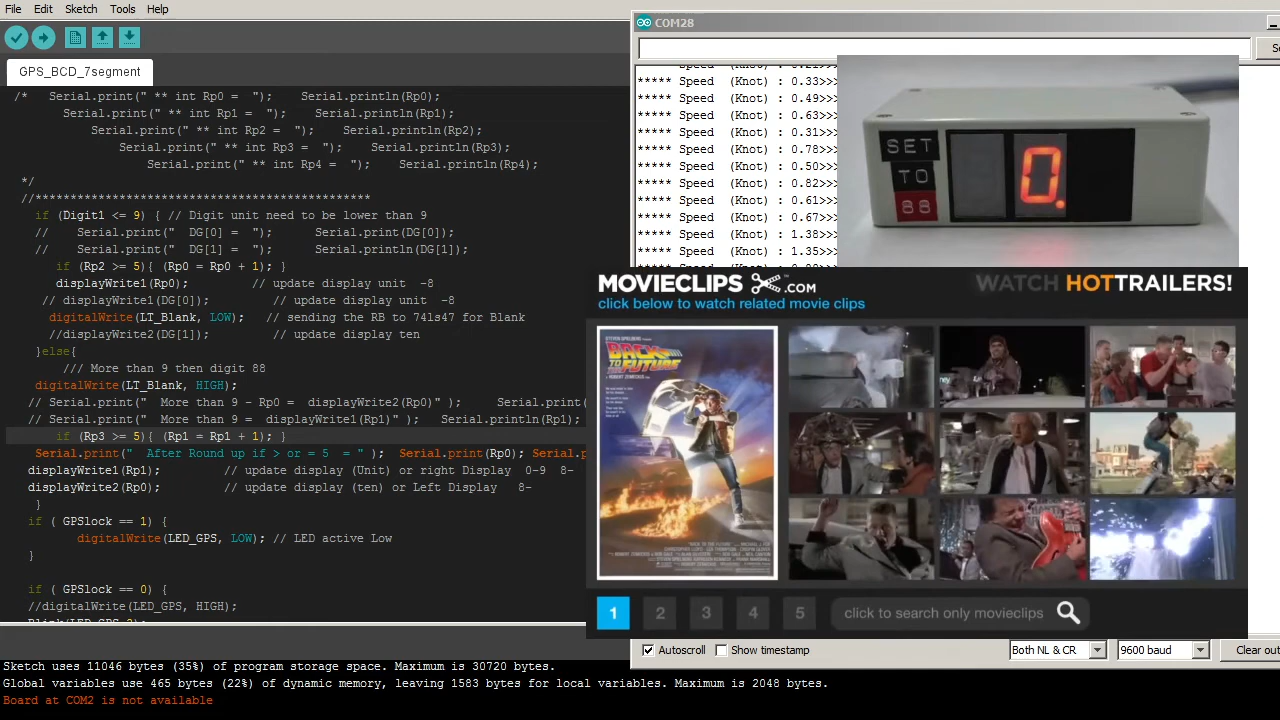 File Edit Sketch Tools Help
GPS_BCD_7segment
/* Serial.print(" ** int Rp0 = "); Serial.println(Rp0);
Serial.print(" ** int Rp1 = "); Serial.println(Rp1);
Serial.print(" ** int Rp2 = "); Serial.println(Rp2);
Serial.print(" ** int Rp3 = "); Serial.println(Rp3);
Serial.print(" ** int Rp4 = "); Serial.println(Rp4);
*/
//************************************************
if (Digit1 <= 9) { // Digit unit need to be lower than 9
// Serial.print(" DG[0] = "); Serial.println(DG[0]);
// Serial.print(" DG[1] = "); Serial.println(DG[1]);
if (Rp2 >= 5){ (Rp0 = Rp0 + 1); }
displayWrite1(Rp0); // update display unit -8
// displayWrite1(DG[0]); // update display unit -8
digitalWrite(LT_Blank, LOW); // sending the RB to 74ls47 for Blank
//displayWrite2(DG[1]); // update display ten
}else{
/// More than 9 then digit 88
digitalWrite(LT_Blank, HIGH);
// Serial.print(" More than 9 - Rp0 = displayWrite2(Rp0)" ); Serial.print(
// Serial.print(" More than 9 = displayWrite1(Rp1)" ); Serial.println(Rp1);
if (Rp3 >= 5){ (Rp1 = Rp1 + 1); }
Serial.print(" After Round up if > or = 5 = " ); Serial.print(Rp0); Serial.p
displayWrite1(Rp1); // update display (Unit) or right Display 0-9 8-
displayWrite2(Rp0); // update display (ten) or Left Display 8-
}
if ( GPSlock == 1) {
digitalWrite(LED_GPS, LOW); // LED active Low
}
if ( GPSlock == 0) {
//digitalWrite(LED_GPS, HIGH);
Sketch uses 11046 bytes (35%) of program storage space. Maximum is 30720 bytes.
Global variables use 465 bytes (22%) of dynamic memory, leaving 1583 bytes for local variables. Maximum is 2048 bytes.
Board at COM2 is not available
COM28
Se
***** Speed (Knot) : 0.33>>>
***** Speed (Knot) : 0.49>>>
***** Speed (Knot) : 0.63>>>
***** Speed (Knot) : 0.31>>>
***** Speed (Knot) : 0.78>>>
***** Speed (Knot) : 0.50>>>
***** Speed (Knot) : 0.82>>>
***** Speed (Knot) : 0.61>>>
***** Speed (Knot) : 0.67>>>
***** Speed (Knot) : 1.38>>>
***** Speed (Knot) : 1.35>>>
SET
TO
88
0.
MOVIECLIPS.COM
WATCH HOTTRAILERS!
click below to watch related movie clips
STEVEN SPIELBERG
BACK TO THE FUTURE
1 2 3 4 5 click to search only movieclips
Autoscroll Show timestamp Both NL & CR 9600 baud Clear out